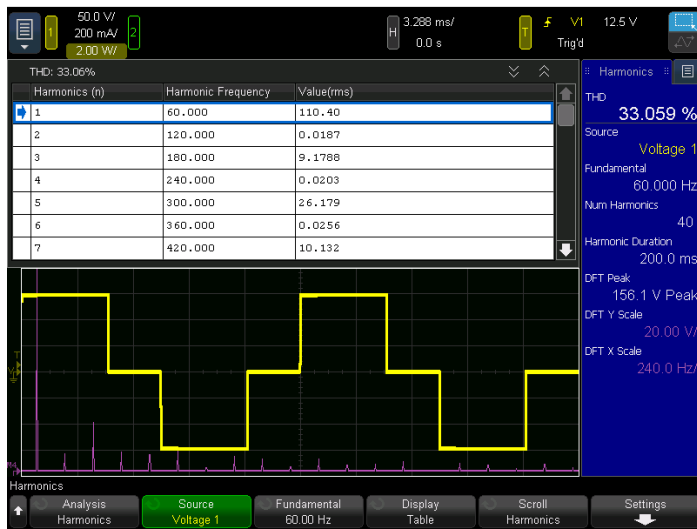 1 50.0 V/ 200 mA/ 2
2.00 W/
H 3.288 ms/ 0.0 s
T V1 12.5 V Trig'd
THD: 33.06%
Harmonics (n) Harmonic Frequency Value(rms)
1 60.000 110.40
2 120.000 0.0187
3 180.000 9.1788
4 240.000 0.0203
5 300.000 26.179
6 360.000 0.0256
7 420.000 10.132
Harmonics
THD
33.059 %
Source
Voltage 1
Fundamental
60.000 Hz
Num Harmonics
40
Harmonic Duration
200.0 ms
DFT Peak
156.1 V Peak
DFT Y Scale
20.00 V/
DFT X Scale
240.0 Hz/
T
Harmonics
Analysis Harmonics
Source Voltage 1
Fundamental 60.00 Hz
Display Table
Scroll Harmonics
Settings